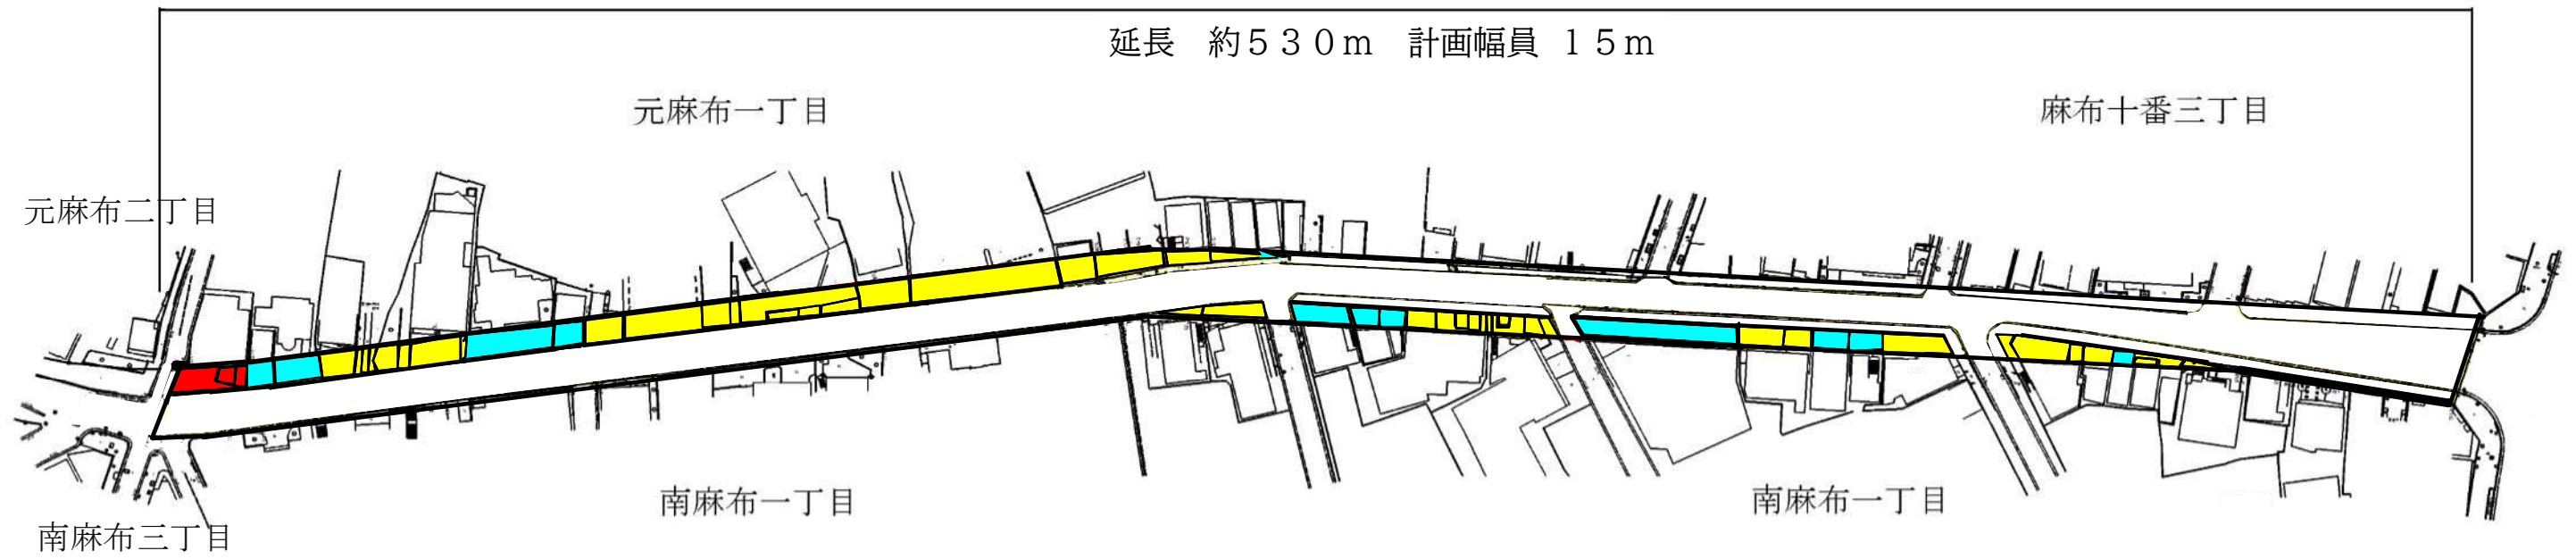 延長　約５３０ｍ　計画幅員　１５ｍ
元麻布一丁目
麻布十番三丁目
元麻布二丁目
南麻布一丁目
南麻布一丁目
南麻布三丁目